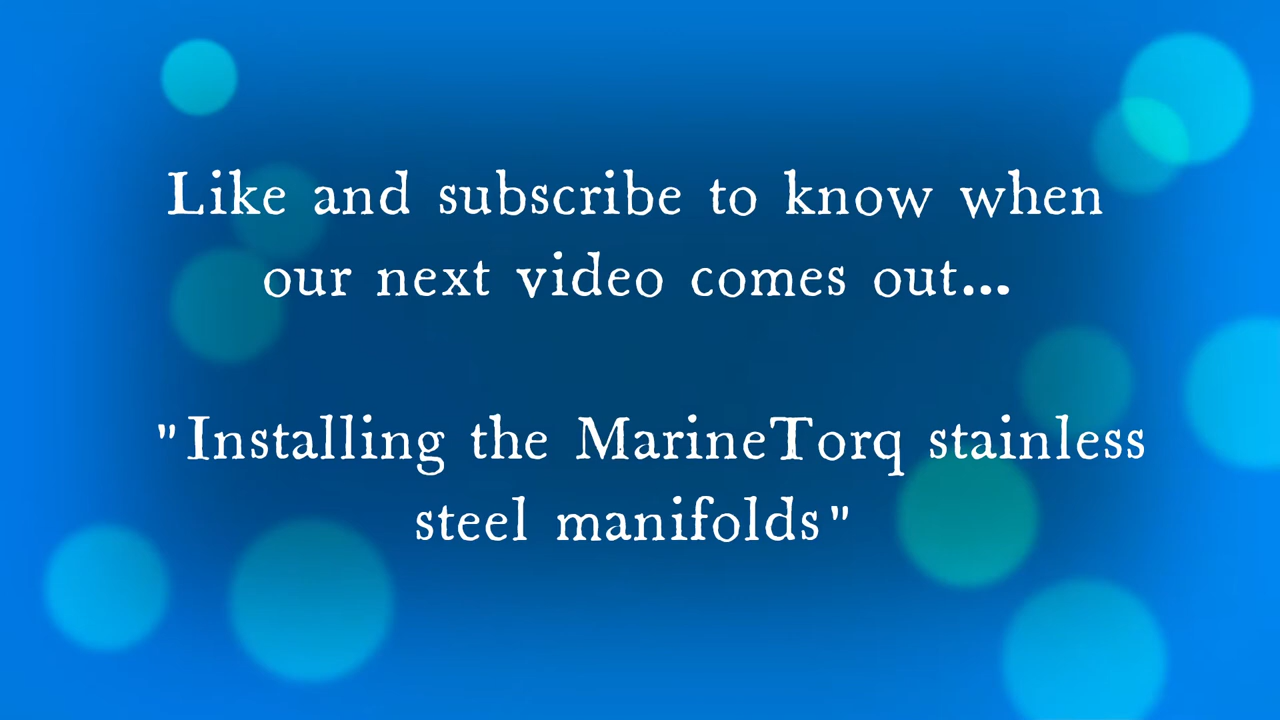 Like and subscribe to know when
our next video comes out...
"Installing the MarineTorq stainless
steel manifolds"